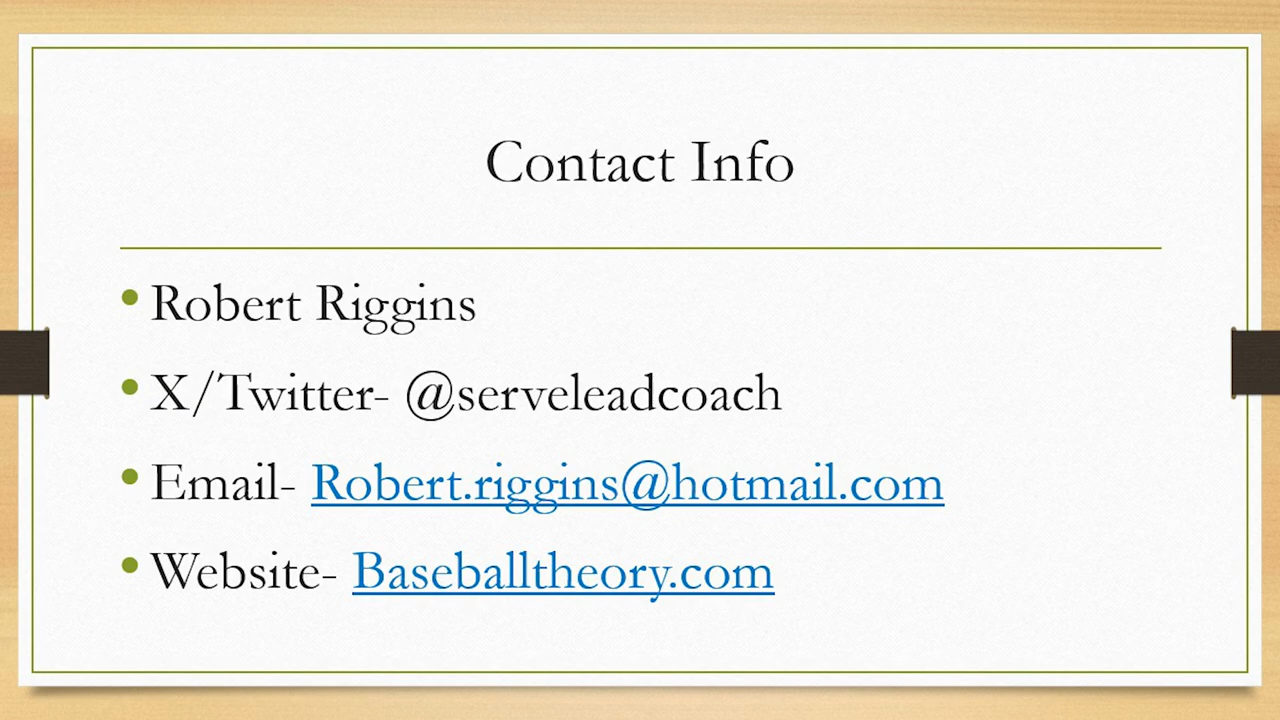 Contact Info
• Robert Riggins
• X/Twitter- @serveleadcoach
• Email- Robert.riggins@hotmail.com
• Website- Baseballtheory.com